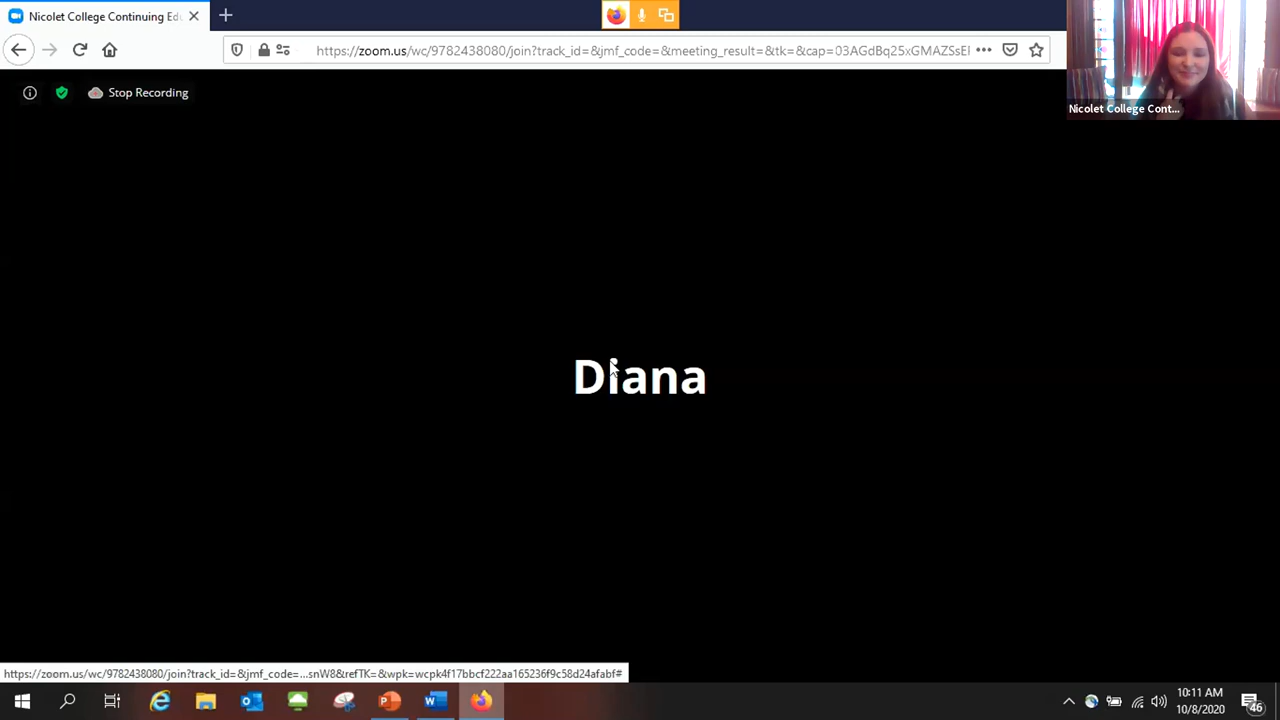 Nicolet College Continuing Edu
https://zoom.us/wc/9782438080/join?track_id=&jmf_code=&meeting_result=&tk=&cap=03AGdBq25xGMAZSsEl
Nicolet College Cont...
Stop Recording
Diana
https://zoom.us/wc/9782438080/join?track_id=&jmf_code=...snW8&refTK=&wpk=wcpk4f17bbcf222aa165236f9c58d24afabf#
10:11 AM
10/8/2020
46